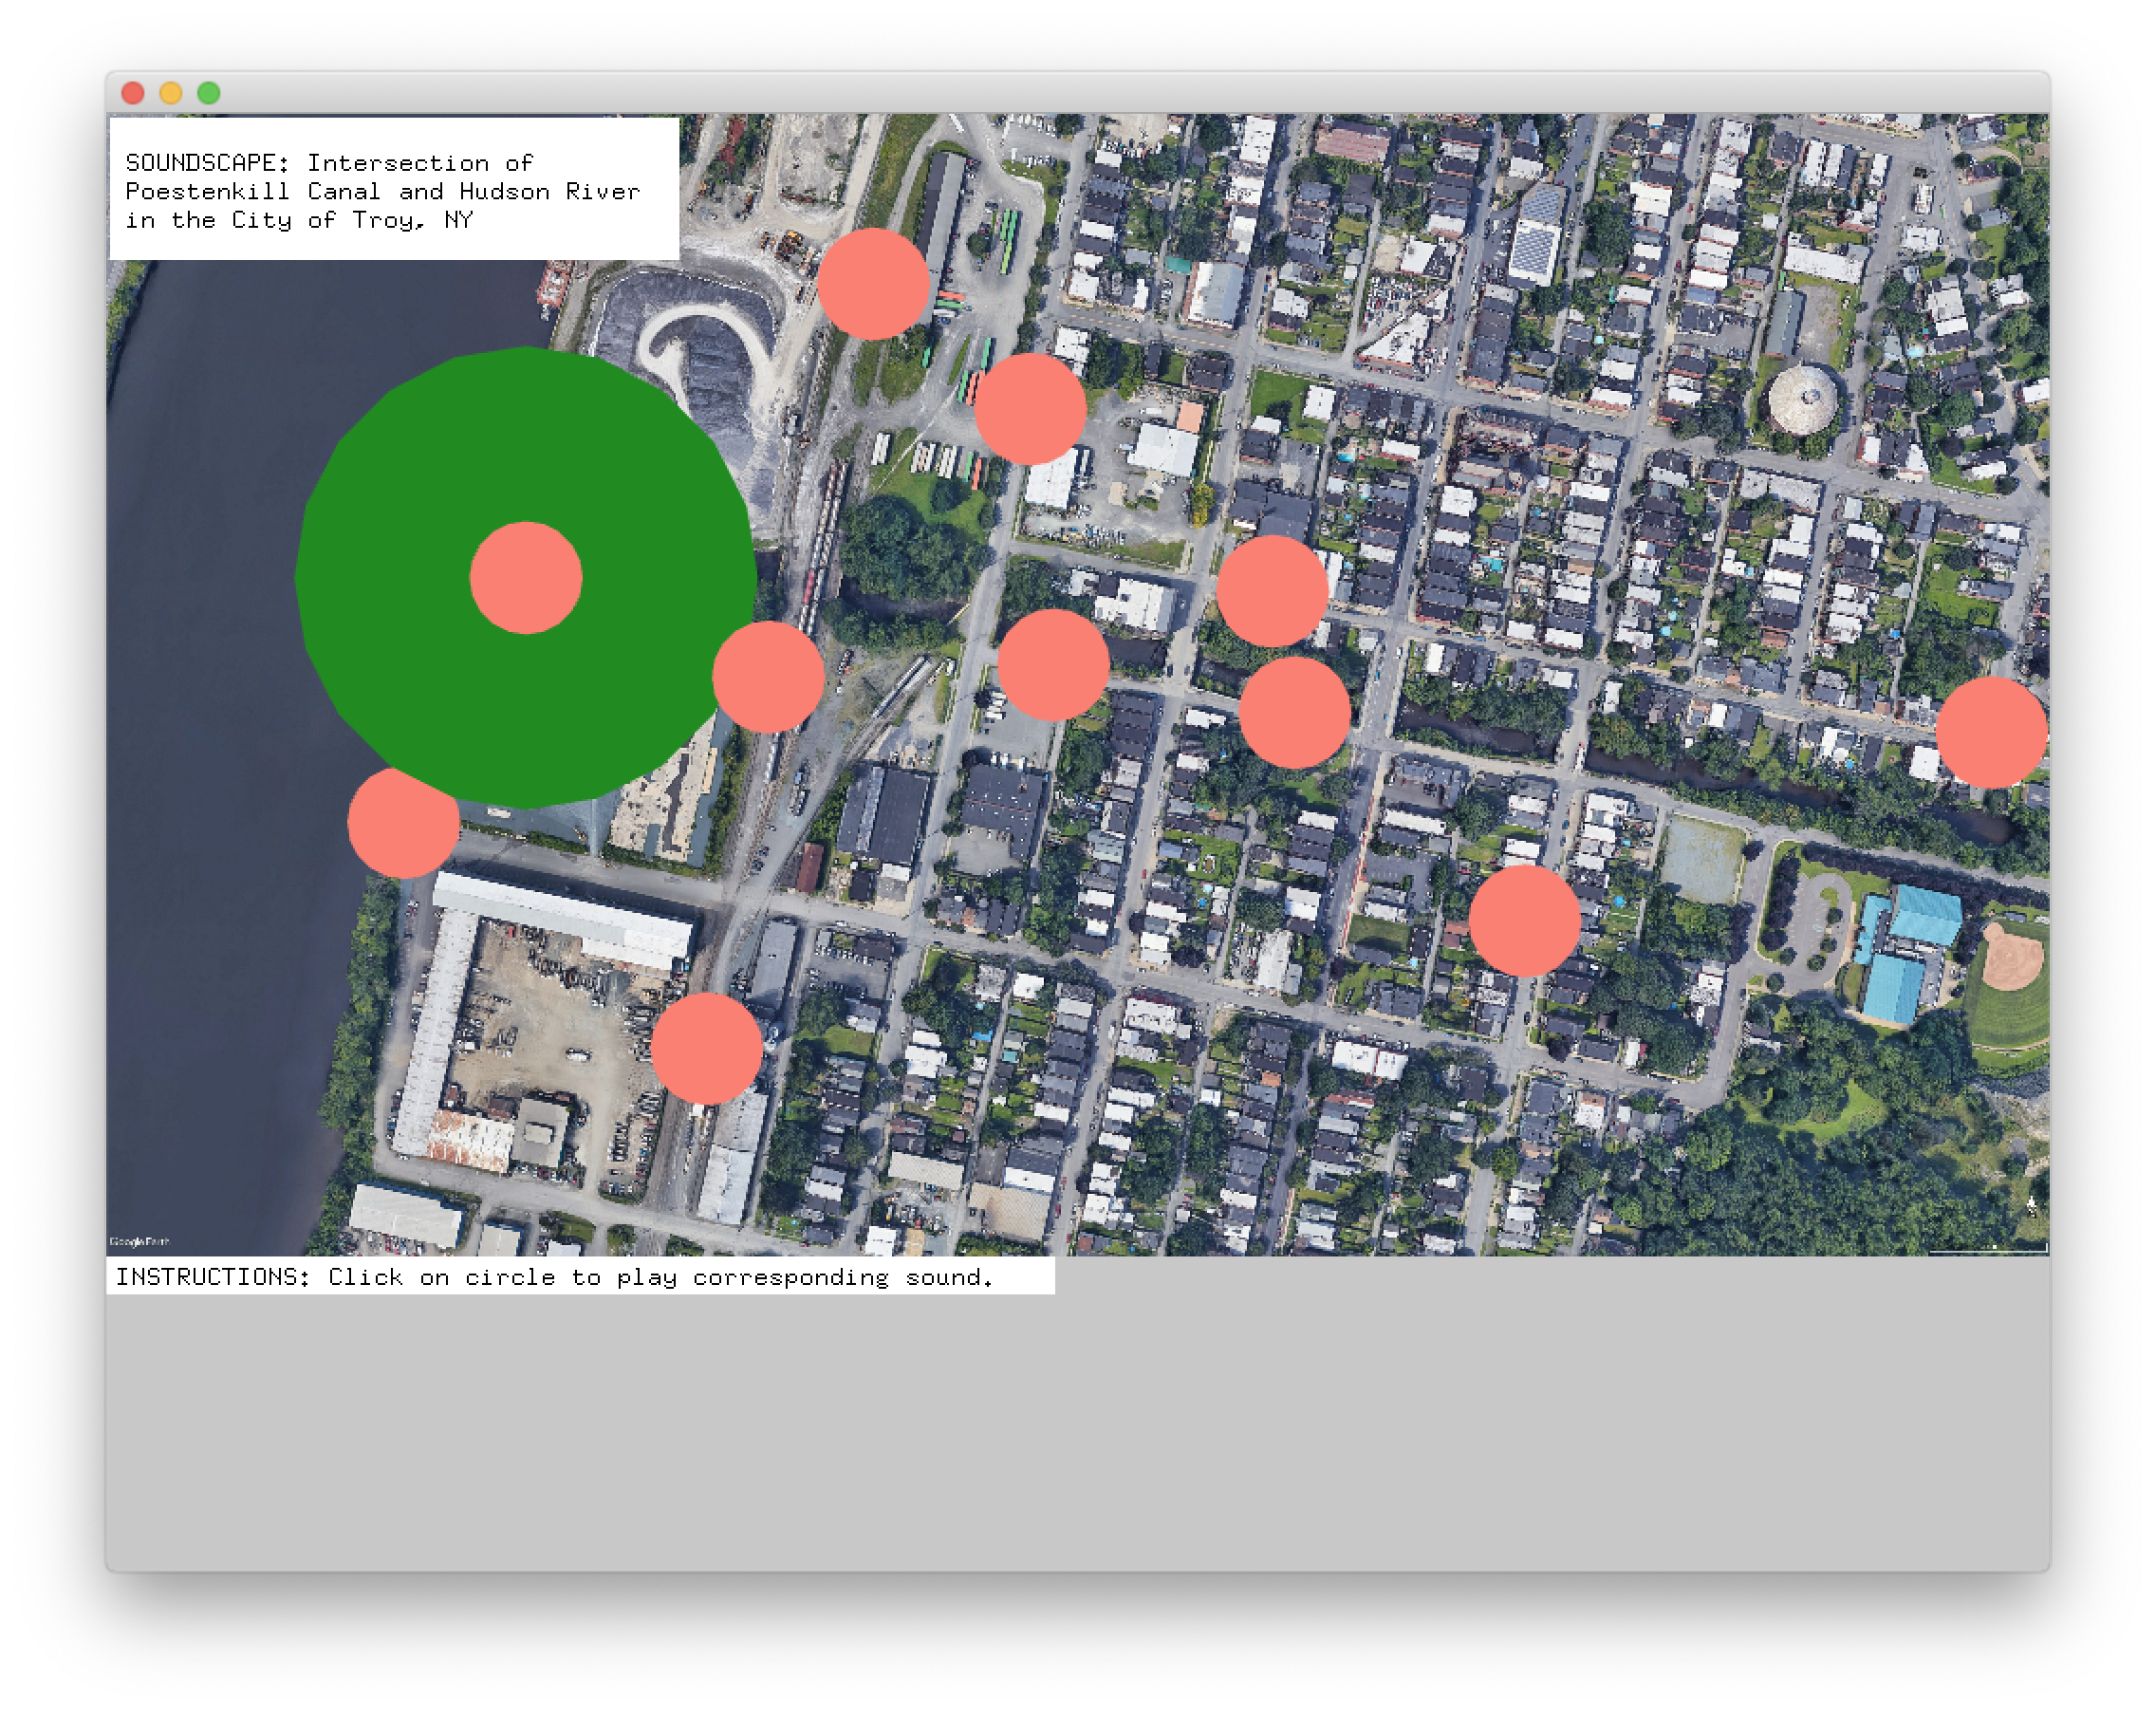 SOUNDSCAPE: Intersection of
Poestenkill Canal and Hudson River
in the City of Troy, NY
Google Earth
INSTRUCTIONS: Click on circle to play corresponding sound.